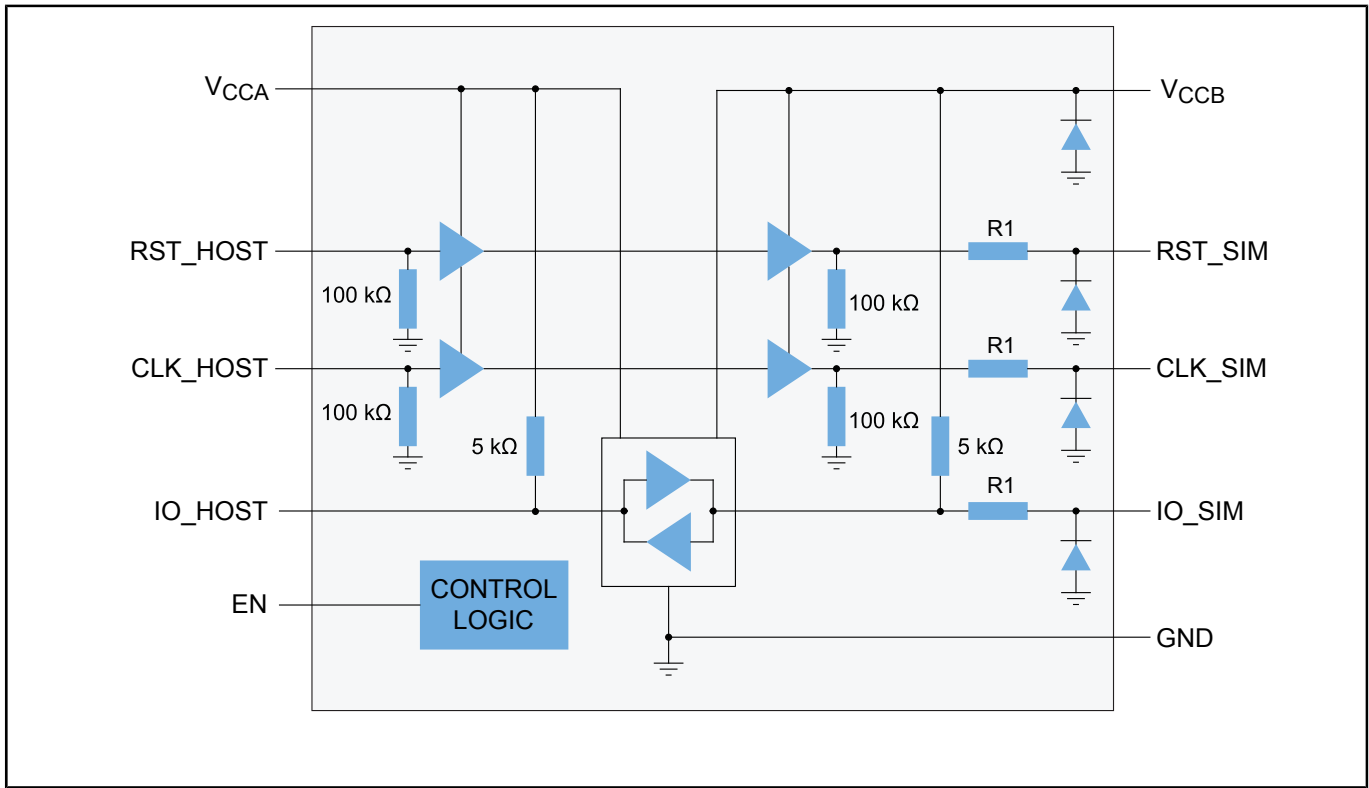 VCCA
VCCB
RST_HOST
R1
RST_SIM
100 kΩ
100 kΩ
CLK_HOST
R1
CLK_SIM
100 kΩ
100 kΩ
5 kΩ
5 kΩ
R1
IO_HOST
IO_SIM
EN
CONTROL
LOGIC
GND